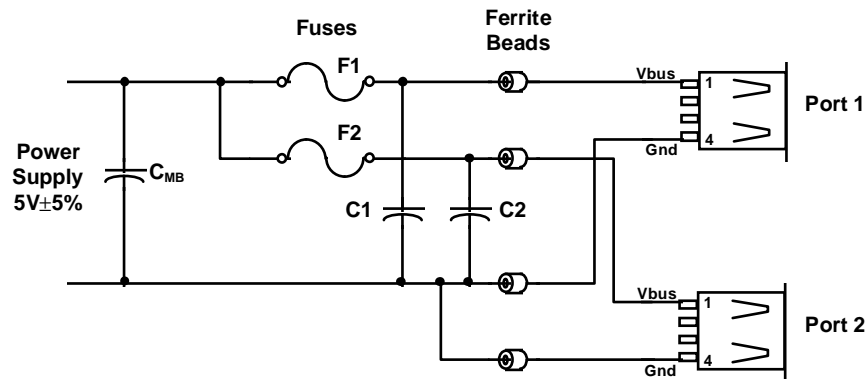 Fuses
Ferrite
Beads
F1
Vbus
1
Port 1
4
Gnd
F2
Power
Supply
5V±5%
CMB
C1
C2
Vbus
1
Port 2
4
Gnd